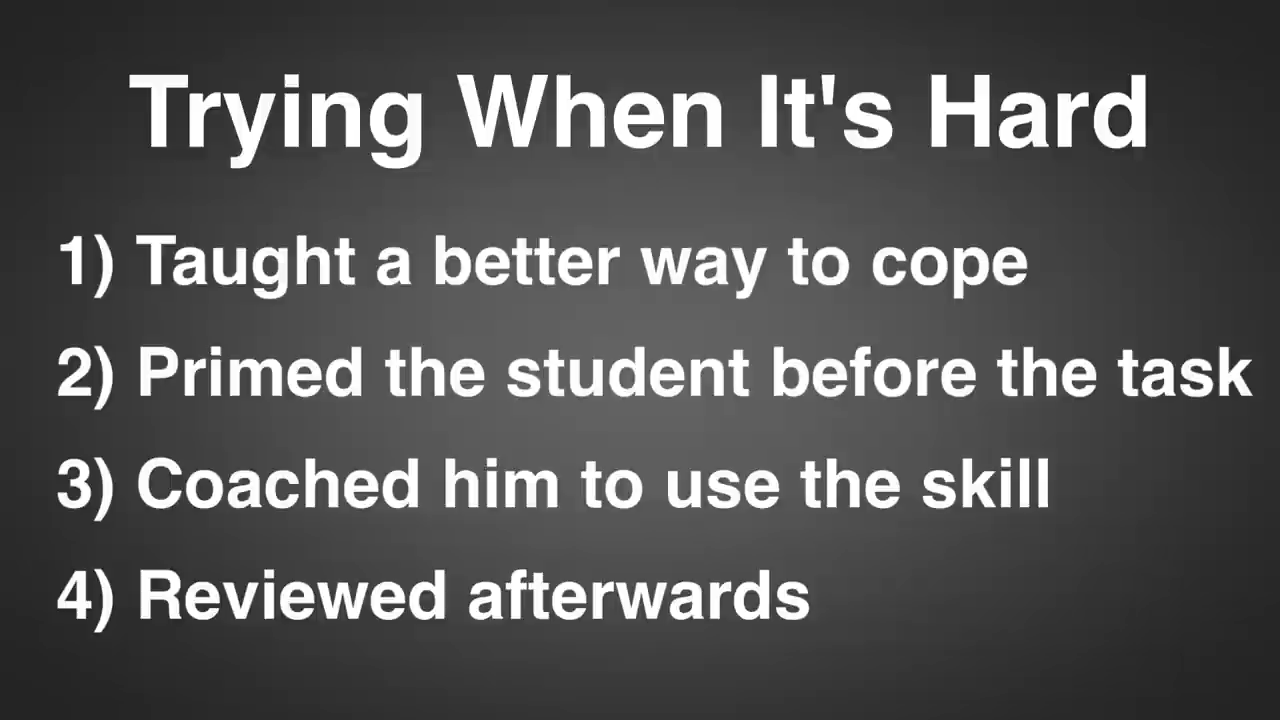 Trying When It's Hard
1) Taught a better way to cope
2) Primed the student before the task
3) Coached him to use the skill
4) Reviewed afterwards